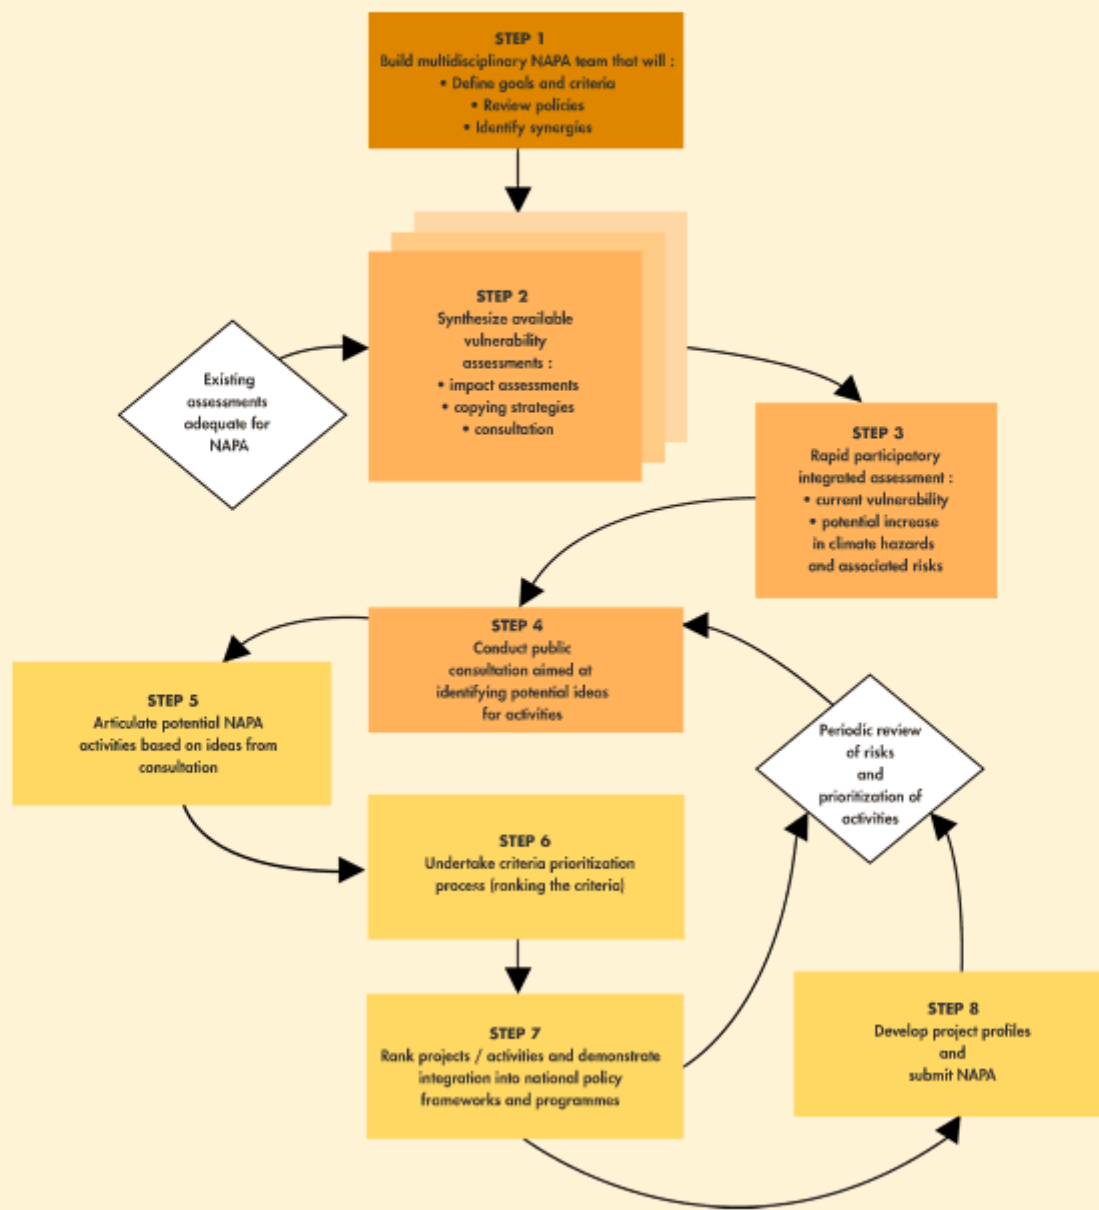 STEP 1
Build multidisciplinary NAPA team that will :
• Define goals and criteria
• Review policies
• Identify synergies
STEP 2
Synthesize available
vulnerability
assessments :
• impact assessments
• copying strategies
• consultation
Existing
assessments
adequate for
NAPA
STEP 3
Rapid participatory
integrated assessment :
• current vulnerability
• potential increase
in climate hazards
and associated risks
STEP 4
Conduct public
consultation aimed at
identifying potential ideas
for activities
STEP 5
Articulate potential NAPA
activities based on ideas from
consultation
Periodic review
of risks
and
prioritization of
activities
STEP 6
Undertake criteria prioritization
process (ranking the criteria)
STEP 7
Rank projects / activities and demonstrate
integration into national policy
frameworks and programmes
STEP 8
Develop project profiles
and
submit NAPA